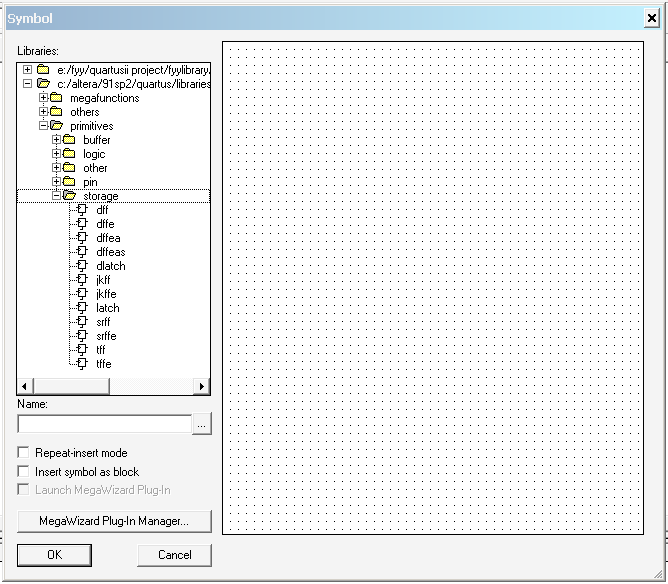 Symbol
Libraries:
e:/fyy/quartusii project/fyylibrary.
c:/altera/91sp2/quartus/libraries
megafunctions
others
primitives
buffer
logic
other
pin
storage
dff
dffe
dffea
dffeas
dlatch
jkff
jkffe
latch
srff
srffe
tff
tffe
Name:
...
Repeat-insert mode
Insert symbol as block
Launch MegaWizard Plug-In
MegaWizard Plug-In Manager...
OK Cancel